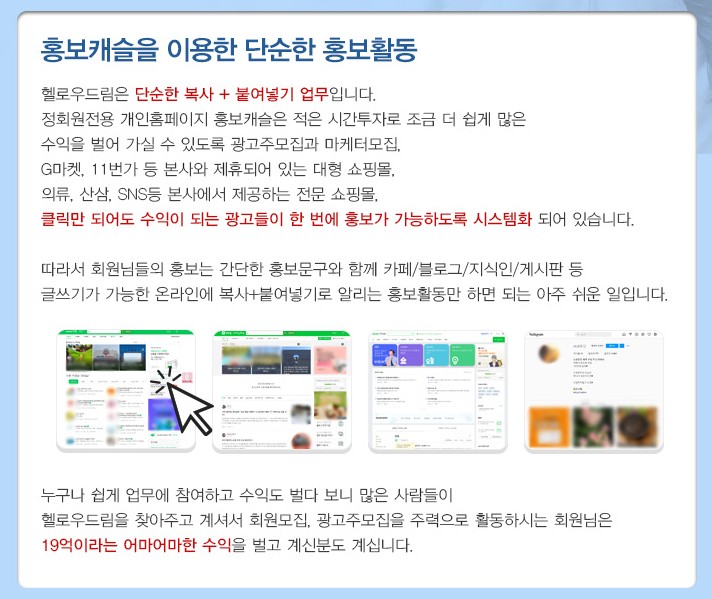 홍보캐슬을 이용한 단순한 홍보활동
헬로우드림은 단순한 복사 + 붙여넣기 업무입니다.
정회원전용 개인홈페이지 홍보캐슬은 적은 시간투자로 조금 더 쉽게 많은
수익을 벌어 가실 수 있도록 광고주모집과 마케터모집,
G마켓, 11번가 등 본사와 제휴되어 있는 대형 쇼핑몰,
의류, 산삼, SNS등 본사에서 제공하는 전문 쇼핑몰,
클릭만 되어도 수익이 되는 광고들이 한 번에 홍보가 가능하도록 시스템화 되어 있습니다.
따라서 회원님들의 홍보는 간단한 홍보문구와 함께 카페/블로그/지식인/게시판 등
글쓰기가 가능한 온라인에 복사+붙여넣기로 알리는 홍보활동만 하면 되는 아주 쉬운 일입니다.
누구나 쉽게 업무에 참여하고 수익도 벌다 보니 많은 사람들이
헬로우드림을 찾아주고 계셔서 회원모집, 광고주모집을 주력으로 활동하시는 회원님은
19억이라는 어마어마한 수익을 벌고 계신분도 계십니다.